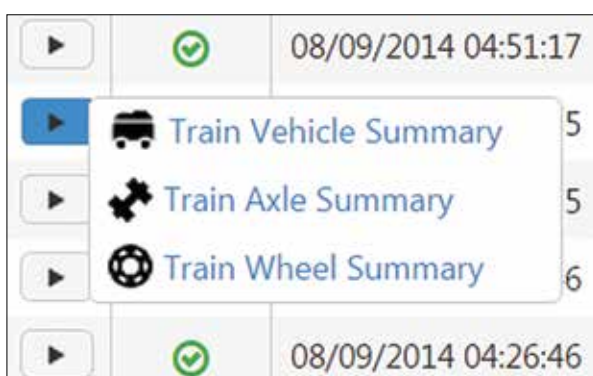 08/09/2014 04:51:17
Train Vehicle Summary 5
Train Axle Summary 5
Train Wheel Summary 6
08/09/2014 04:26:46